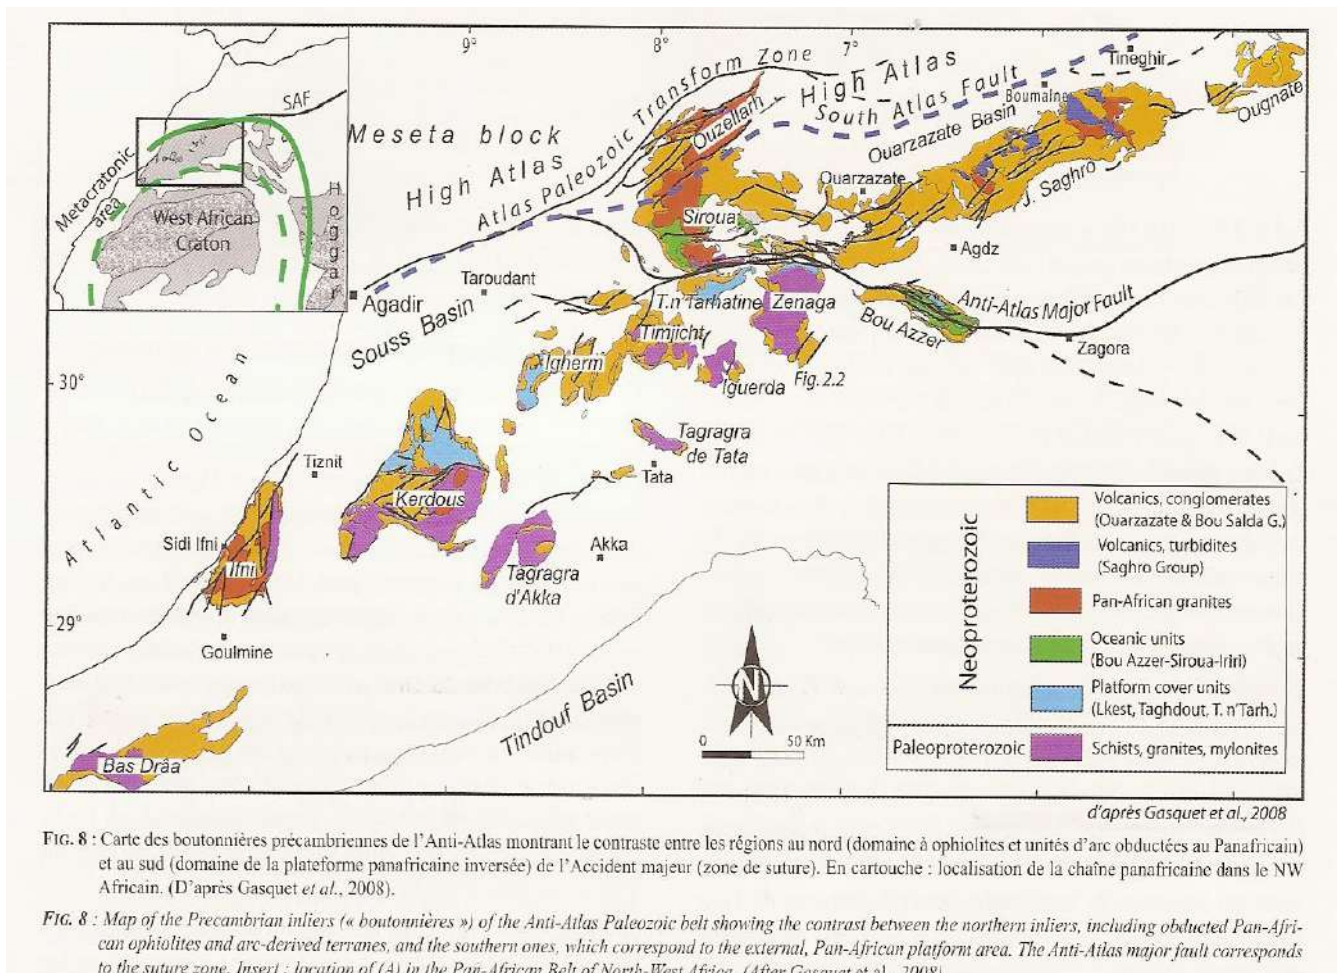 9°
8°
7°
SAF
Metacratonic
area
West African
Craton
Hoggar
Meseta block
High Atlas
Atlas Paleozoic Transform Zone
High Atlas
South Atlas Fault
Ouarzazate Basin
Tineghir
Boumalne
Ougnate
Ouzellarh
Ouarzazate
J. Saghro
Siroua
Agdz
Agadir
Taroudant
Souss Basin
T.n'Tarhatine
Zenaga
Anti-Atlas Major Fault
Bou Azzer
Zagora
Timjicht
Igherm
Iguerda
Fig.2.2
30°
Atlantic Ocean
Tagragra
de Tata
Tata
Tiznit
Kerdous
Sidi Ifni
Ifni
Akka
Tagragra
d'Akka
29°
Goulmine
Tindouf Basin
Bas Drâa
N
0 50 Km
Neoproterozoic
Volcanics, conglomerates
(Ouarzazate & Bou Salda G.)
Volcanics, turbidites
(Saghro Group)
Pan-African granites
Oceanic units
(Bou Azzer-Siroua-Iriri)
Platform cover units
(Lkest, Taghdout, T. n'Tarh.)
Paleoproterozoic
Schists, granites, mylonites
d'après Gasquet et al., 2008
FIG. 8 : Carte des boutonnières précambriennes de l'Anti-Atlas montrant le contraste entre les régions au nord (domaine à ophiolites et unités d'arc obductées au Panafricain)
et au sud (domaine de la plateforme panafricaine inversée) de l'Accident majeur (zone de suture). En cartouche : localisation de la chaîne panafricaine dans le NW
Africain. (D'après Gasquet et al., 2008).
FIG. 8 : Map of the Precambrian inliers (« boutonnières ») of the Anti-Atlas Paleozoic belt showing the contrast between the northern inliers, including obducted Pan-Afri-
can ophiolites and arc-derived terranes, and the southern ones, which correspond to the external, Pan-African platform area. The Anti-Atlas major fault corresponds
to the suture zone. Insert : location of (A) in the Pan-African Belt of North-West Africa. (After Gasquet et al., 2008)